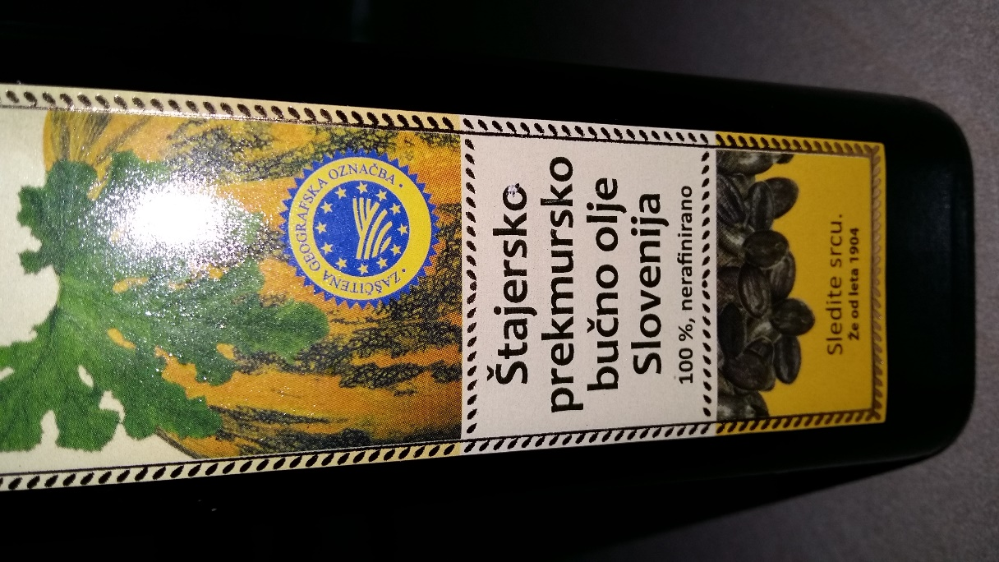 ZAŠČITENA GEOGRAFSKA OZNAČBA
Štajersko
prekmursko
bučno olje
Slovenija
100 %, nerafinirano
Sledite srcu.
Že od leta 1904